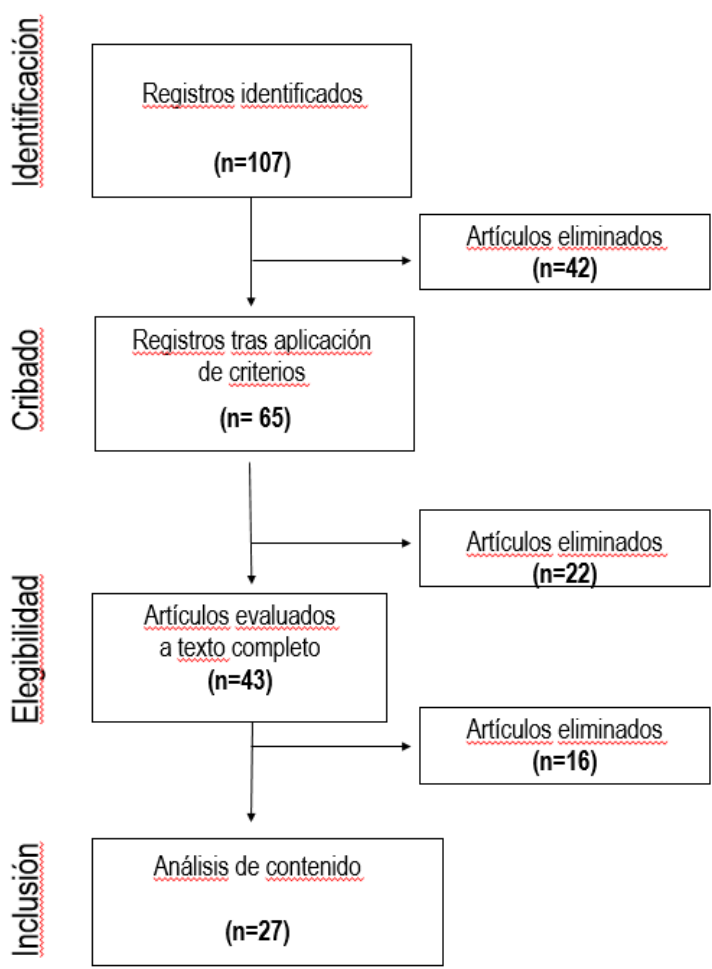 Identificación
Registros identificados
(n=107)
Artículos eliminados
(n=42)
Cribado
Registros tras aplicación
de criterios
(n= 65)
Artículos eliminados
(n=22)
Elegibilidad
Artículos evaluados
a texto completo
(n=43)
Artículos eliminados
(n=16)
Inclusión
Análisis de contenido
(n=27)